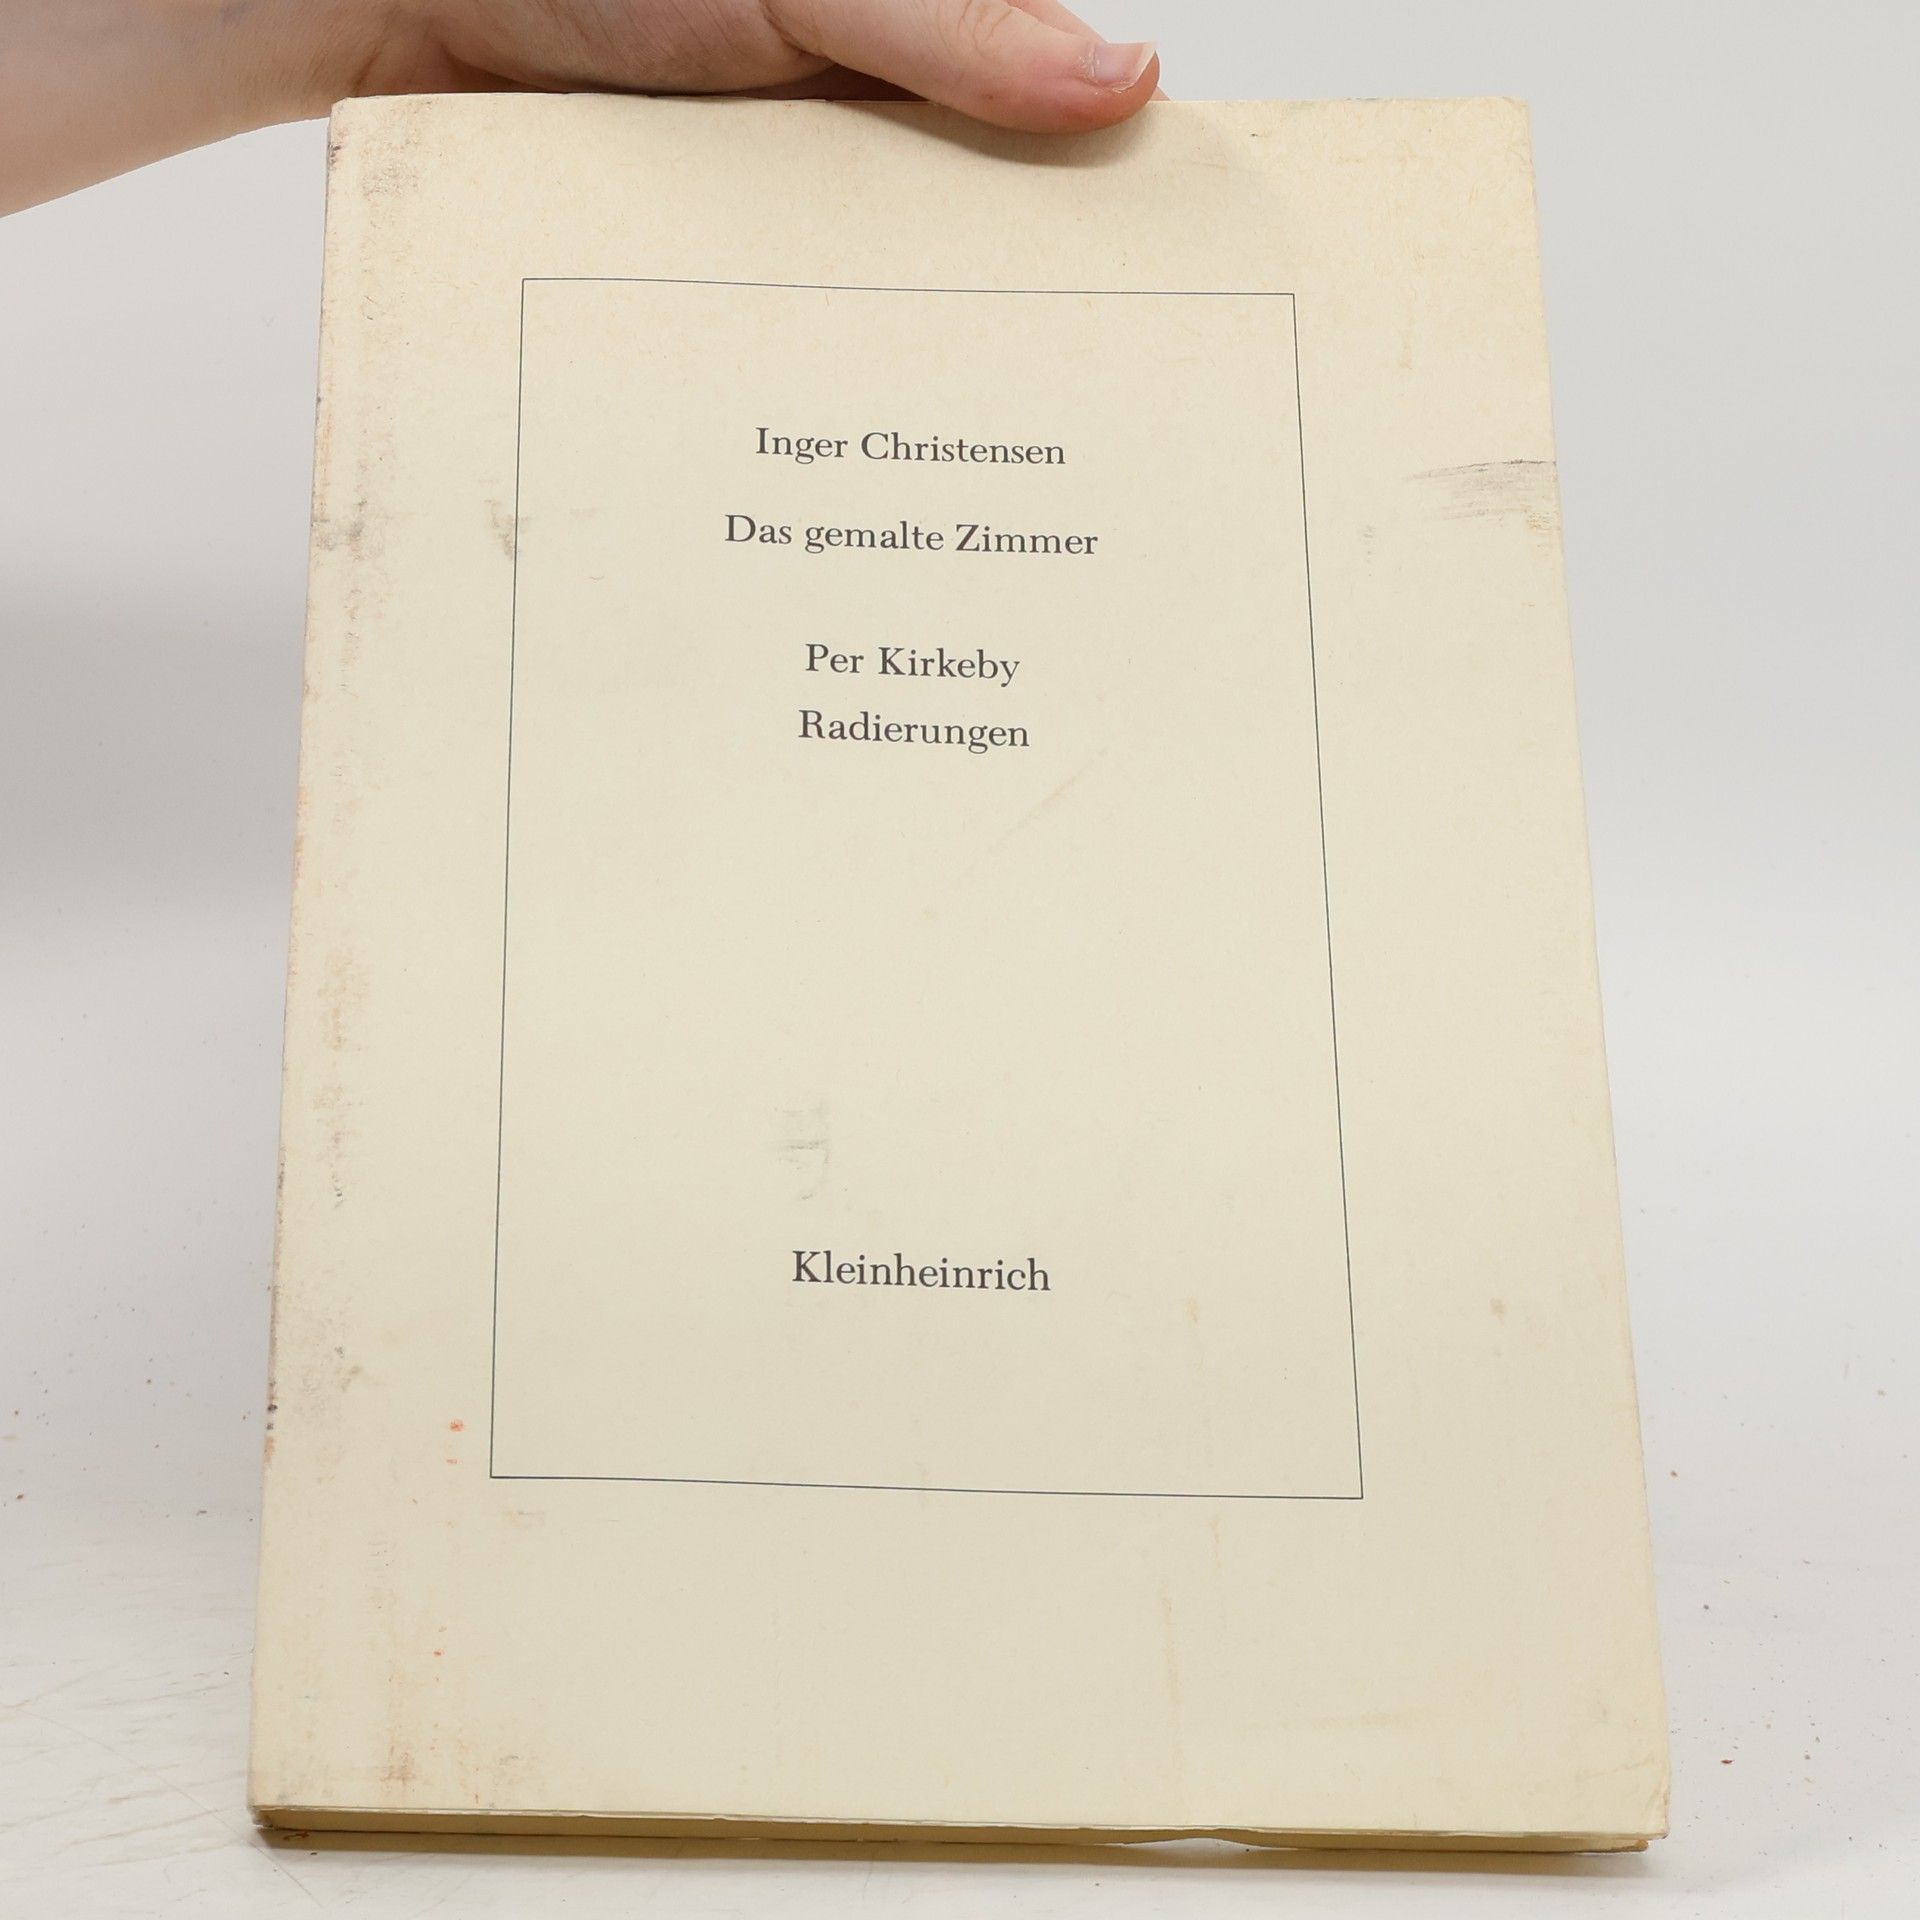 Inger Christensen
Das gemalte Zimmer
Per Kirkeby
Radierungen
Kleinheinrich